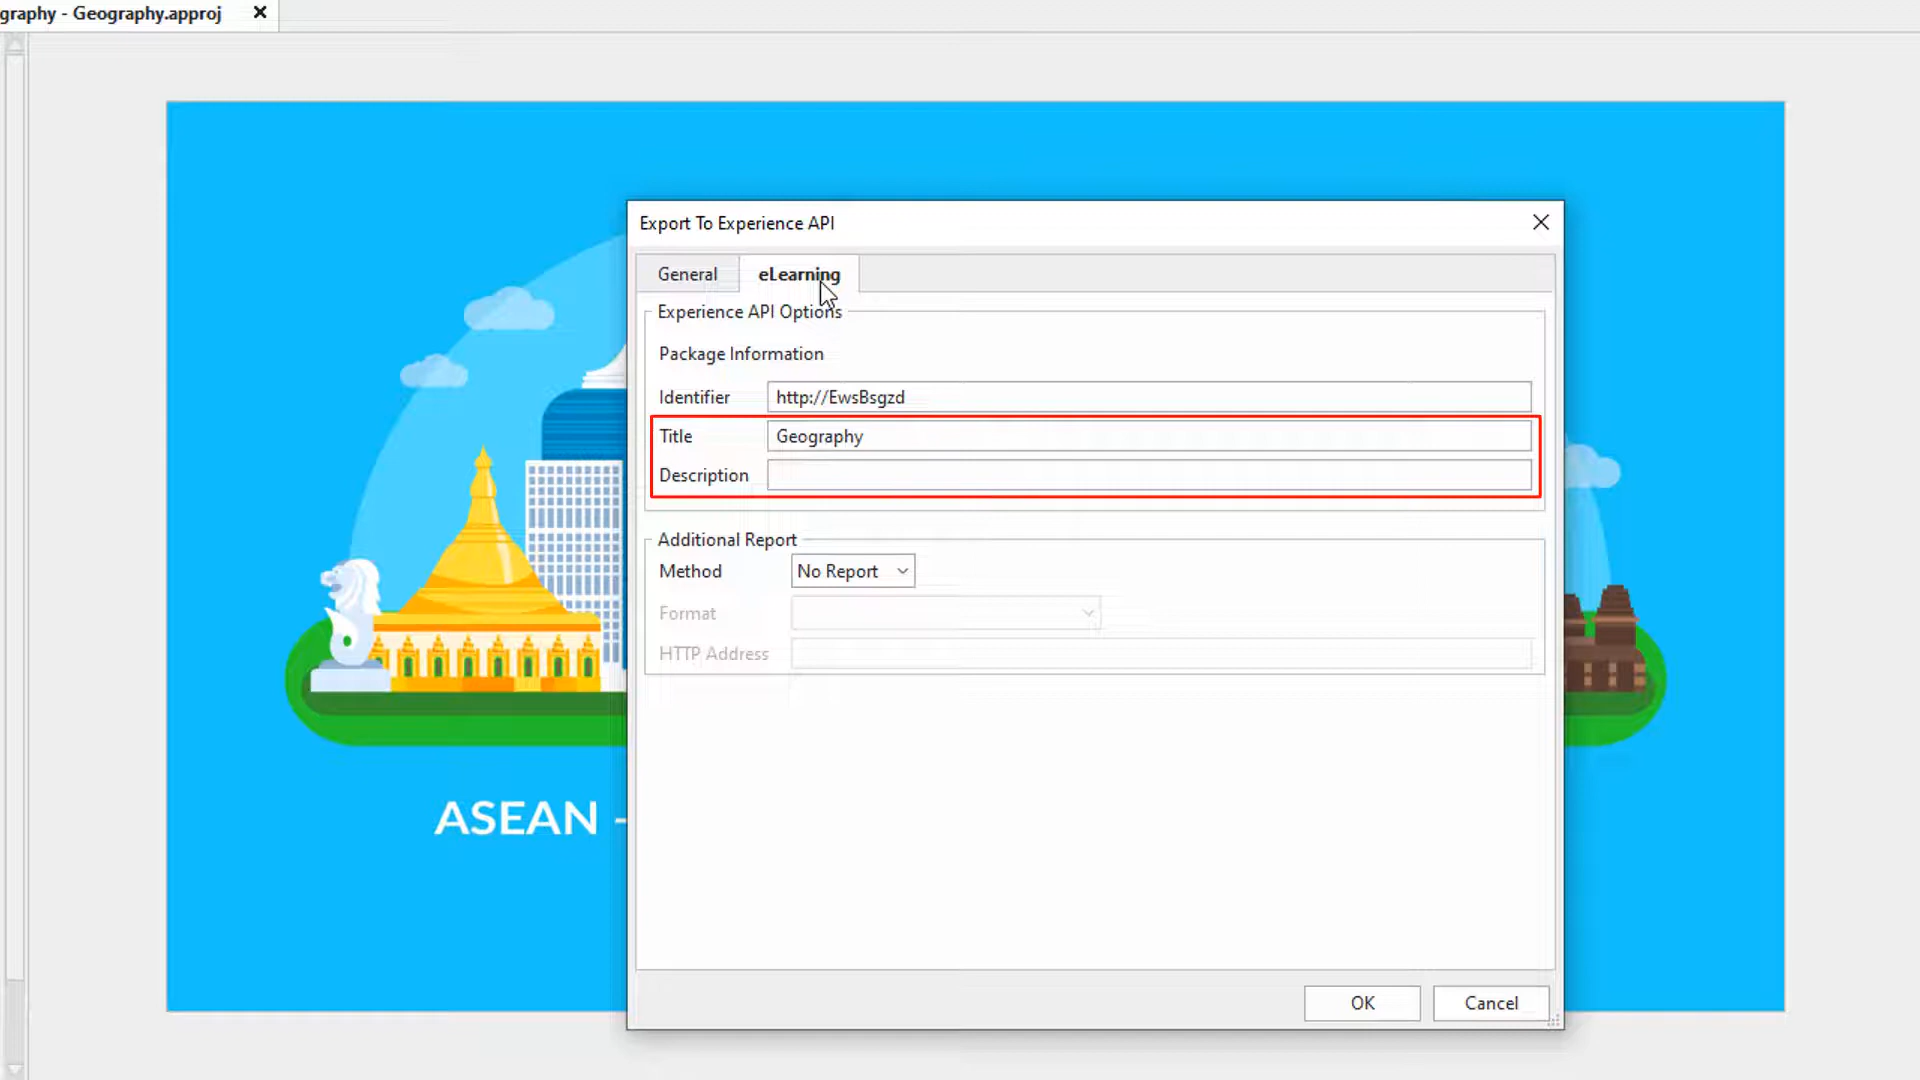 graphy - Geography.approj
Export To Experience API
General
eLearning
Experience API Options
Package Information
Identifier http://EwsBsgzd
Title Geography
Description
Additional Report
Method No Report
Format
HTTP Address
ASEAN -
OK
Cancel